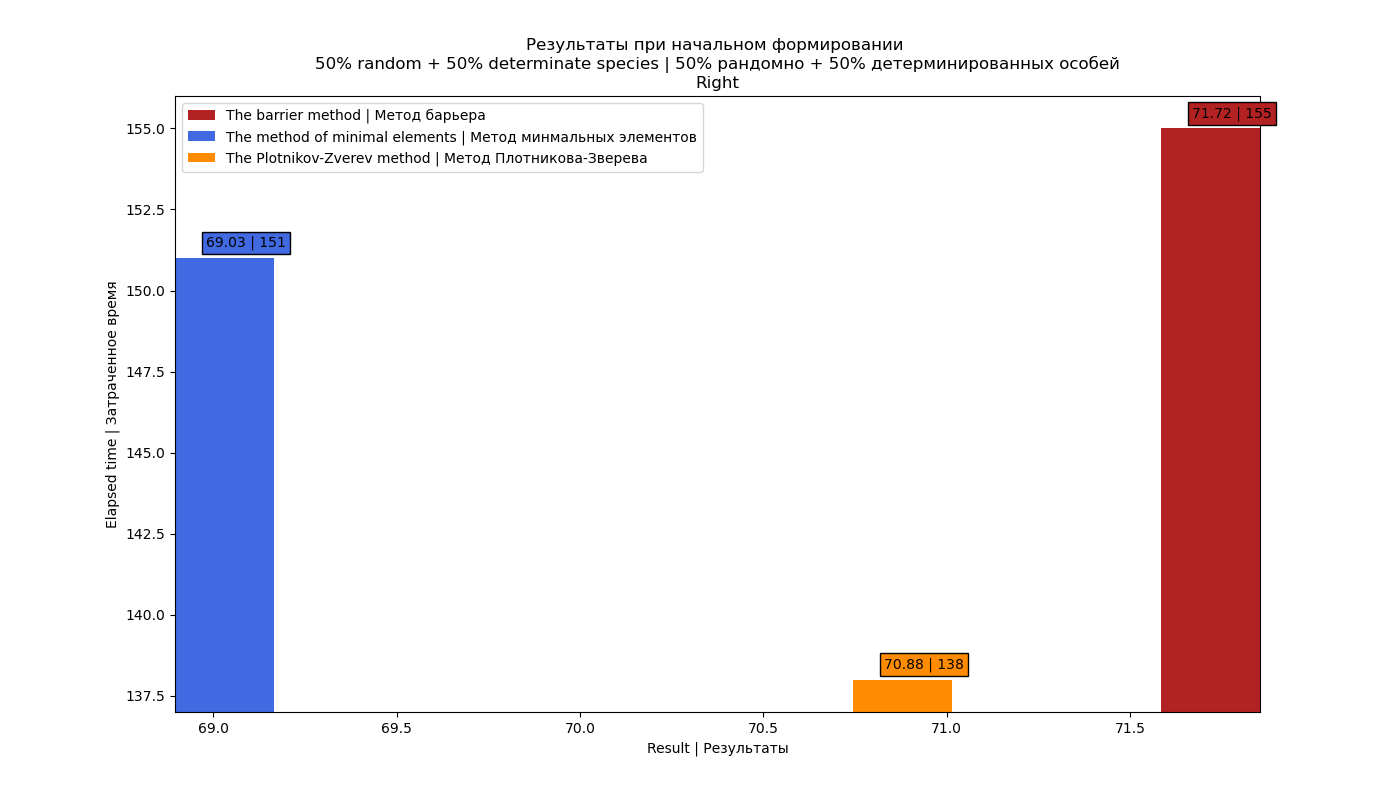 Результаты при начальном формировании
50% random + 50% determinate species | 50% рандомно + 50% детерминированных особей
Right
The barrier method | Метод барьера
The method of minimal elements | Метод минмальных элементов
The Plotnikov-Zverev method | Метод Плотникова-Зверева
71.72 | 155
69.03 | 151
70.88 | 138
Elapsed time | Затраченное время
155.0
152.5
150.0
147.5
145.0
142.5
140.0
137.5
69.0
69.5
70.0
70.5
71.0
71.5
Result | Результаты